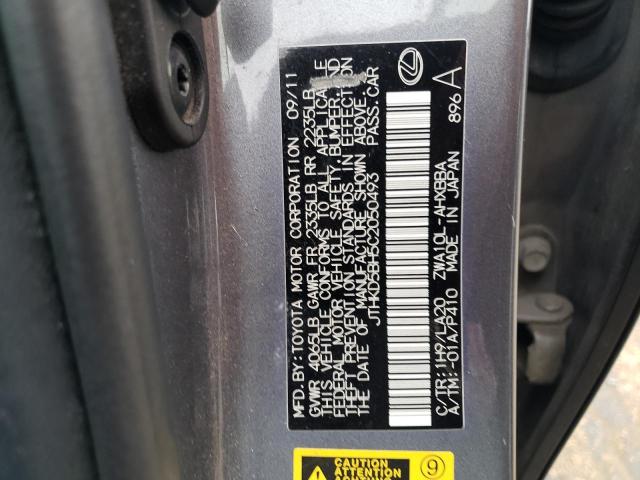 MFD. BY: TOYOTA MOTOR CORPORATION 09/11
GVWR 4065LB GAWR FR 2335LB RR 2235LB
THIS VEHICLE CONFORMS TO ALL APPLICABLE
FEDERAL MOTOR VEHICLE SAFETY, BUMPER, AND
THEFT PREVENTION STANDARDS IN EFFECT ON
THE DATE OF MANUFACTURE SHOWN ABOVE.
JTHKD5BH5C2050493 PASS. CAR
C/TR: 1H9/LA20 ZWA10L-AHXBBA
A/TM: -01A/P410 MADE IN JAPAN 896 A
CAUTION
AIRBAG
⑨